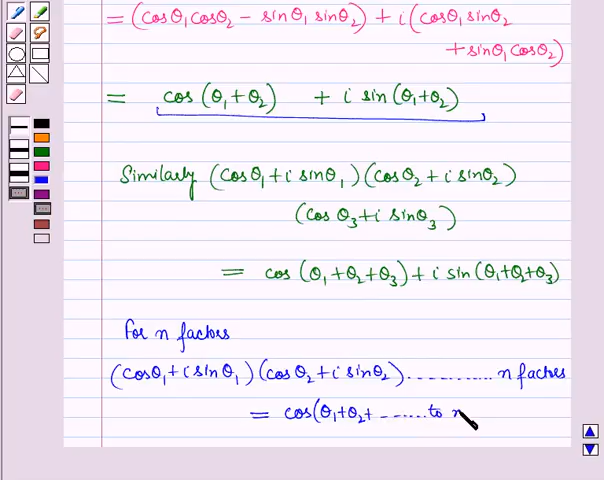 = (cosθ₁cosθ₂ - sinθ₁ sinθ₂) + i (cosθ₁ sinθ₂
+ sinθ₁ cosθ₂)
= cos (θ₁+θ₂) + i sin (θ₁+θ₂)
Similarly (cosθ₁+i sinθ₁) (cosθ₂+i sinθ₂)
(cos θ₃+i sinθ₃)
= cos (θ₁+θ₂+θ₃)+i sin (θ₁+θ₂+θ₃)
For n factors
(cosθ₁+i sinθ₁) (cosθ₂+i sinθ₂) ............ n factors
= cos(θ₁+θ₂+ ...... to n